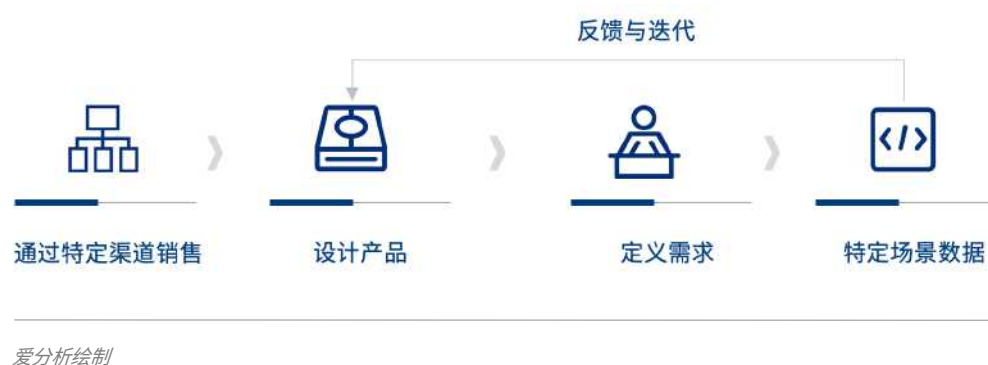 反馈与迭代
通过特定渠道销售
设计产品
定义需求
特定场景数据
爱分析绘制